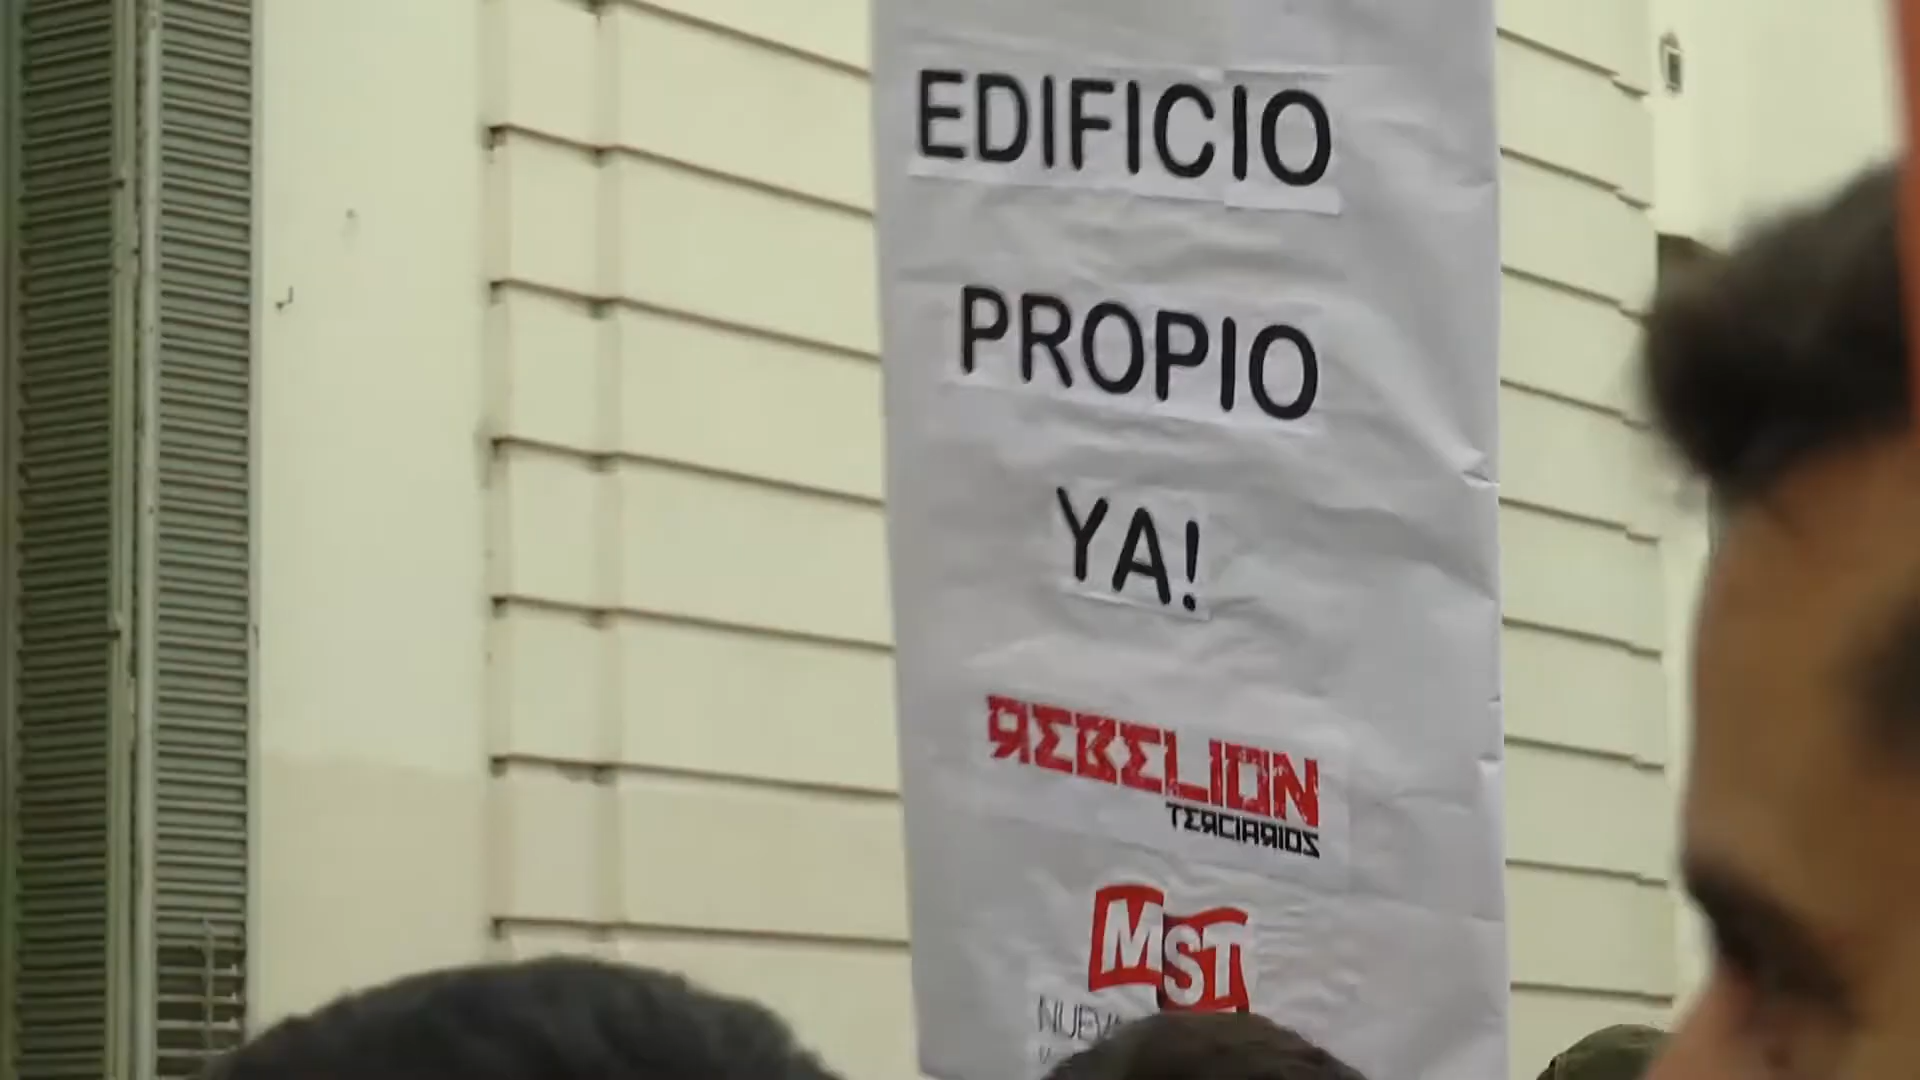 EDIFICIO
PROPIO
YA!
REBELION
TERCIARIOS
MST